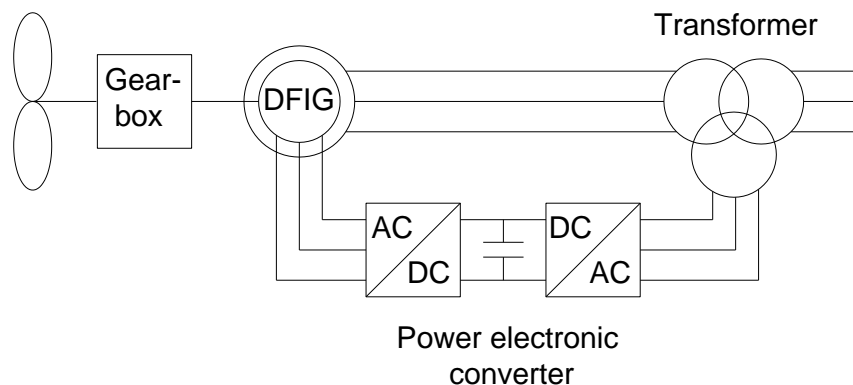 Transformer
Gear-
box
DFIG
AC
DC
DC
AC
Power electronic
converter